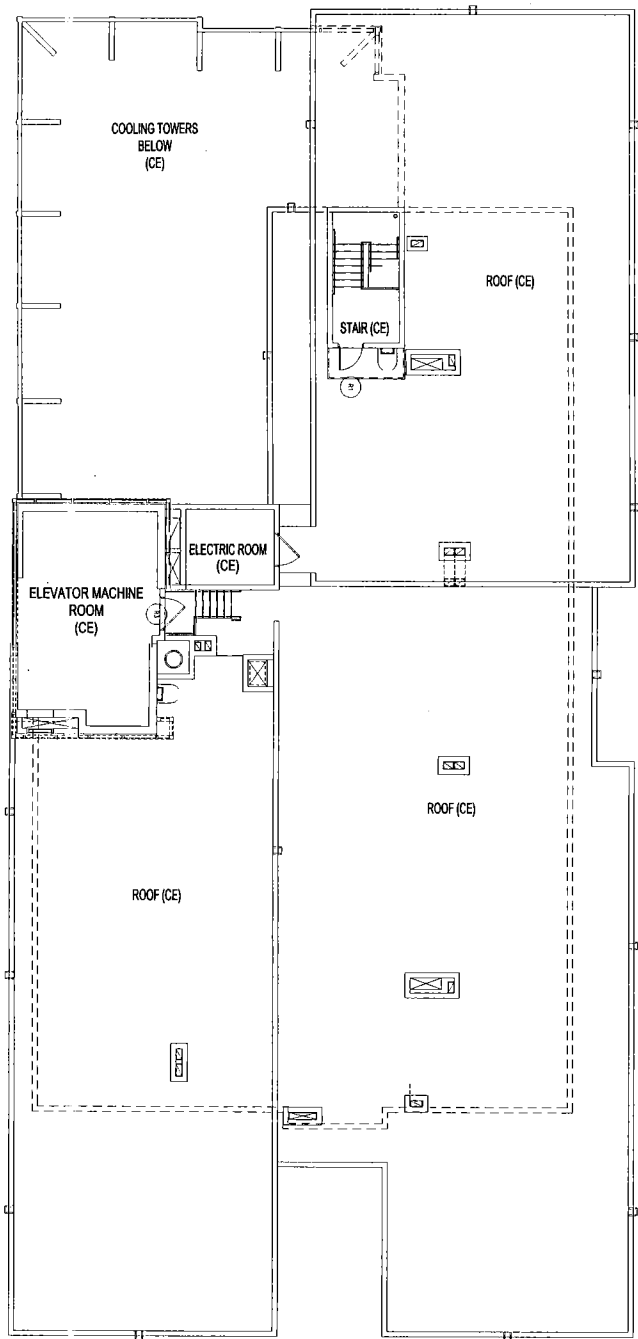 COOLING TOWERS
BELOW
(CE)
ROOF (CE)
STAIR (CE)
ELECTRIC ROOM
(CE)
ELEVATOR MACHINE
ROOM
(CE)
ROOF (CE)
ROOF (CE)